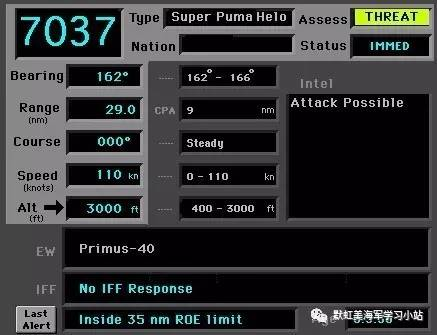 7037 Type Super Puma Helo Assess THREAT
Nation Status IMMED
Bearing 162° ---- 162° - 166° Intel
Range (nm) 29.0 CPA 9 nm Attack Possible
Course 000° ---- Steady
Speed (knots) 110 kn ---- 0 - 110 kn
Alt (ft) 3000 ft ---- 400 - 3000 ft
EW Primus-40
IFF No IFF Response
Last Alert Inside 35 nm ROE limit
默虹美海军学习小站